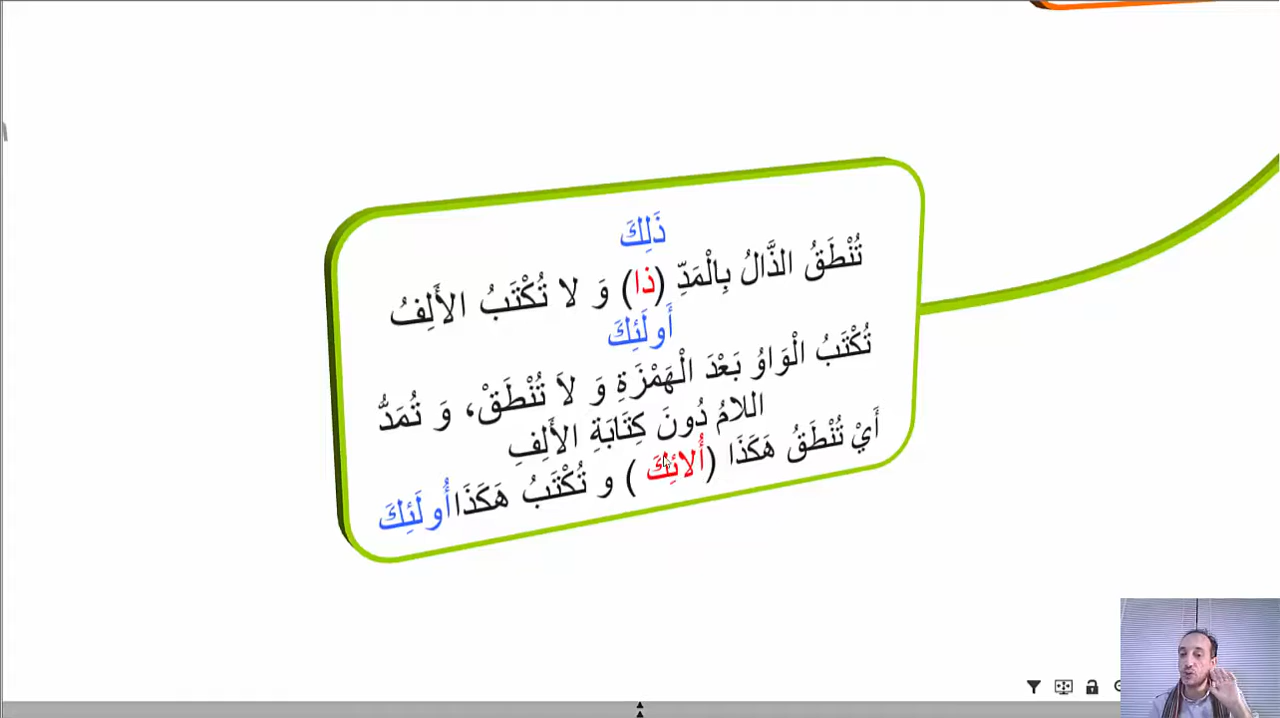 ذَلِكَ
تُنْطَقُ الذَّالُ بِالْمَدِّ (ذا) وَ لا تُكْتَبُ الأَلِفُ
أَولَئِكَ
تُكْتَبُ الْوَاوُ بَعْدَ الْهَمْزَةِ وَ لاَ تُنْطَقْ، وَ تُمَدُّ
اللامُ دُونَ كِتَابَةِ الأَلِفِ
أَيْ تُنْطَقُ هَكَذَا (أُلائِكَ ) و تُكْتَبُ هَكَذَا أُولَئِكَ